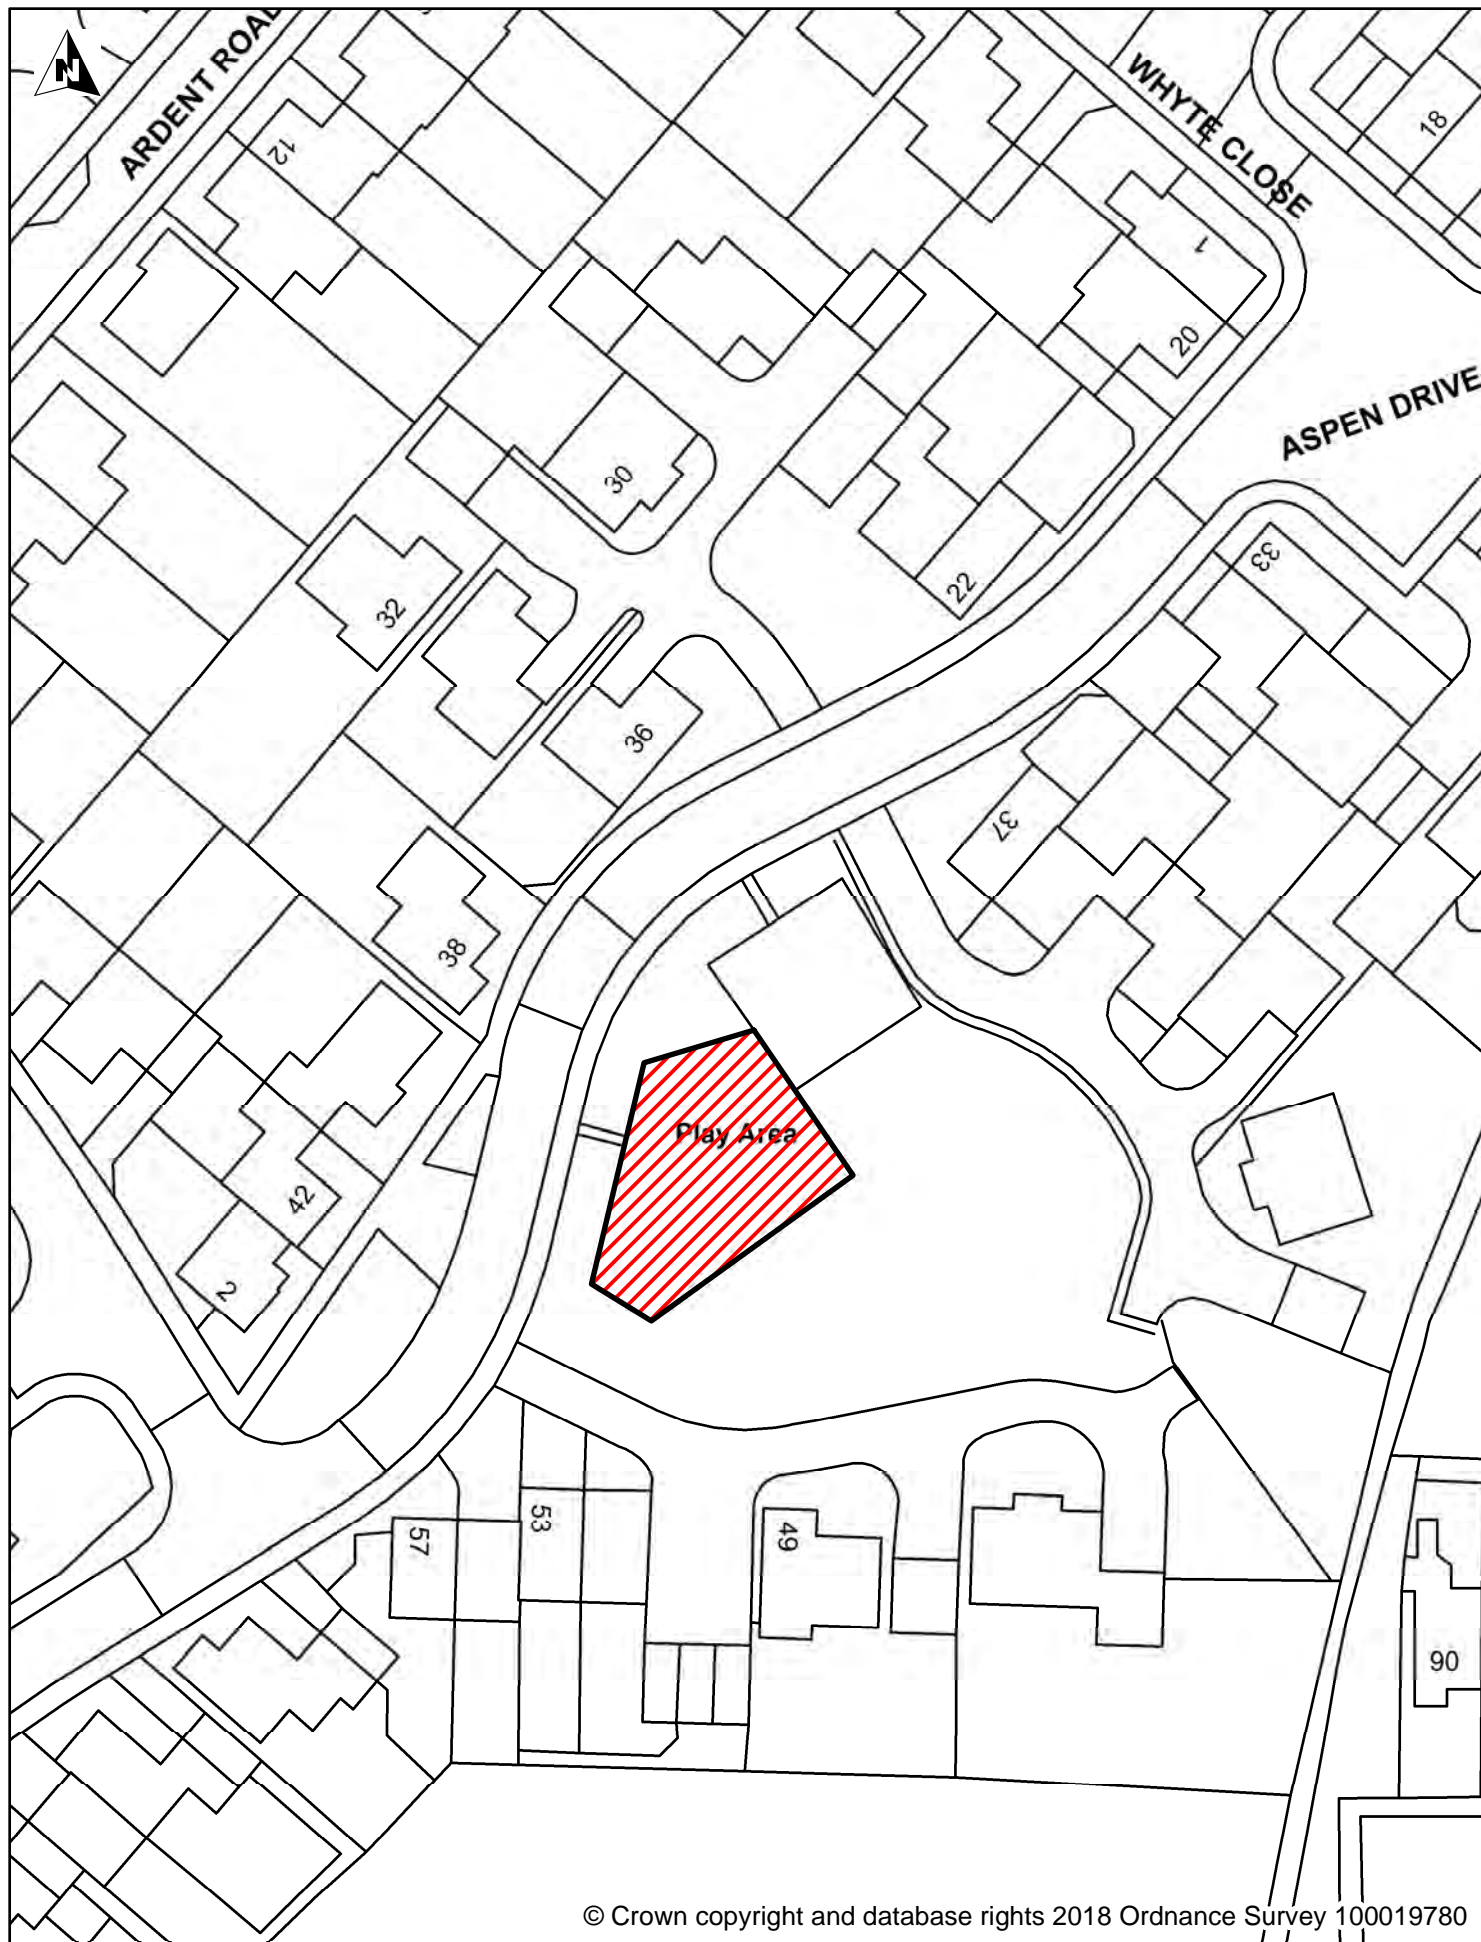 N
ARDENT ROAD
WHYTE CLOSE
18
12
1
20
ASPEN DRIVE
30
33
22
32
36
37
38
Play Area
42
2
53
57
49
90
© Crown copyright and database rights 2018 Ordnance Survey 100019780